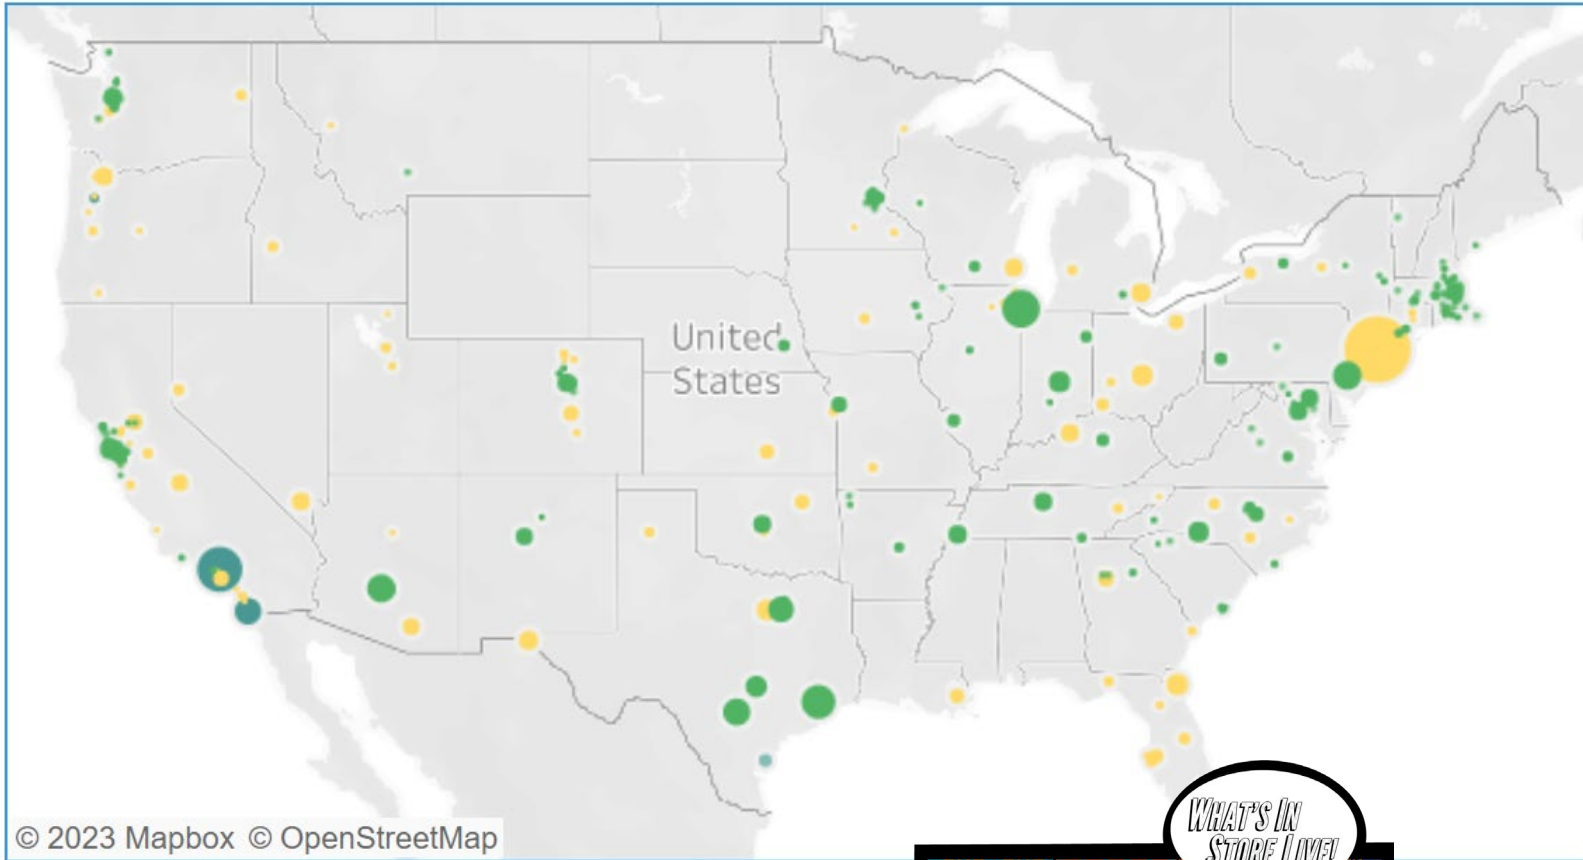 United
States
© 2023 Mapbox © OpenStreetMap
WHAT'S IN
STORE LIVE!